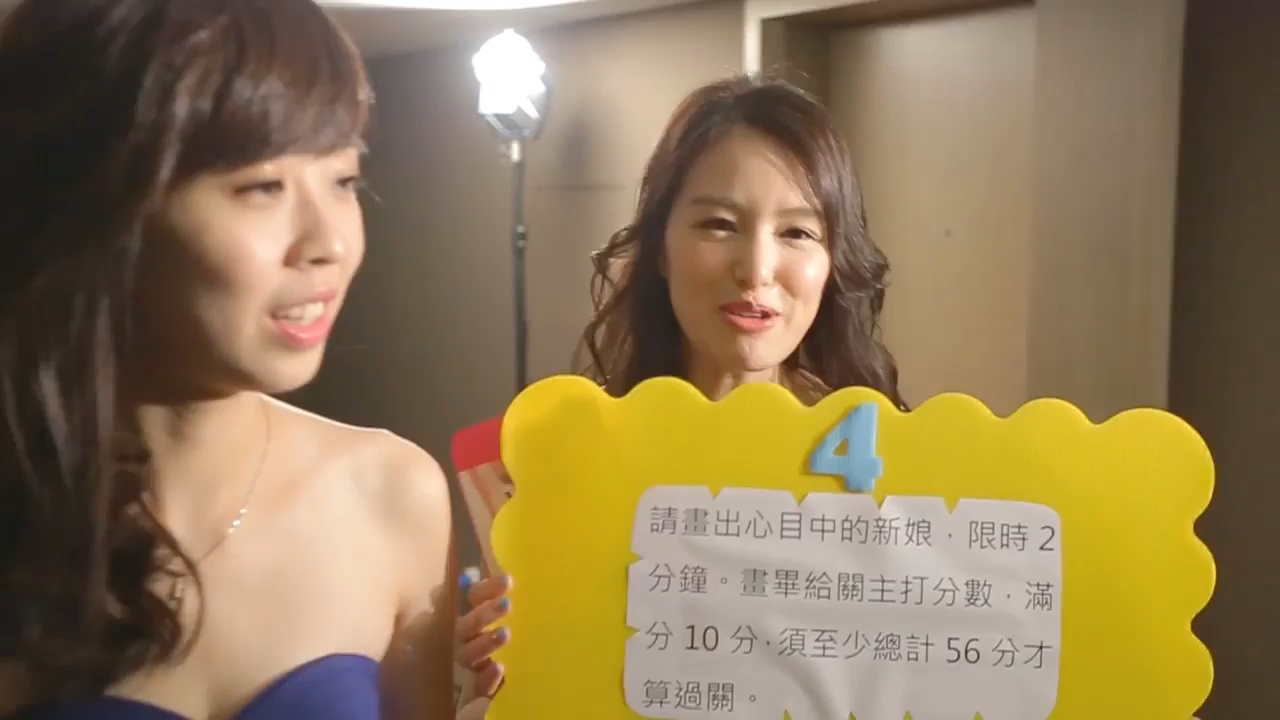 4
請畫出心目中的新娘，限時 2
分鐘。畫畢給關主打分數，滿
分 10 分，須至少總計 56 分才
算過關。